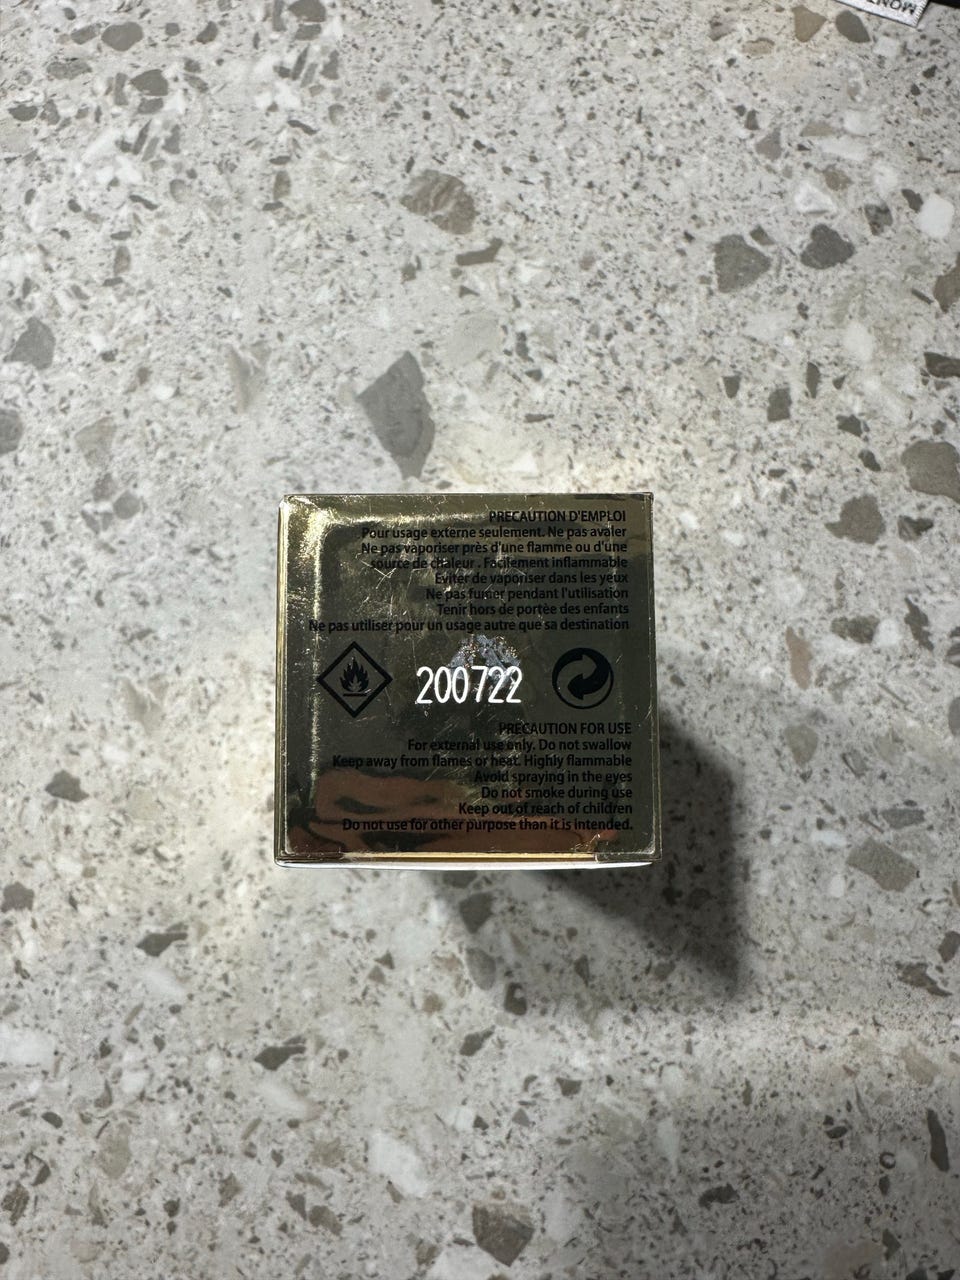 PRECAUTION D'EMPLOI
Pour usage externe seulement. Ne pas avaler
Ne pas vaporiser près d'une flamme ou d'une
source de chaleur . Facilement inflammable
Eviter de vaporiser dans les yeux
Ne pas fumer pendant l'utilisation
Tenir hors de portèe des enfants
Ne pas utiliser pour un usage autre que sa destination
200722
PRECAUTION FOR USE
For external use only. Do not swallow
Keep away from flames or heat. Highly flammable
Avoid spraying in the eyes
Do not smoke during use
Keep out of reach of children
Do not use for other purpose than it is intended.